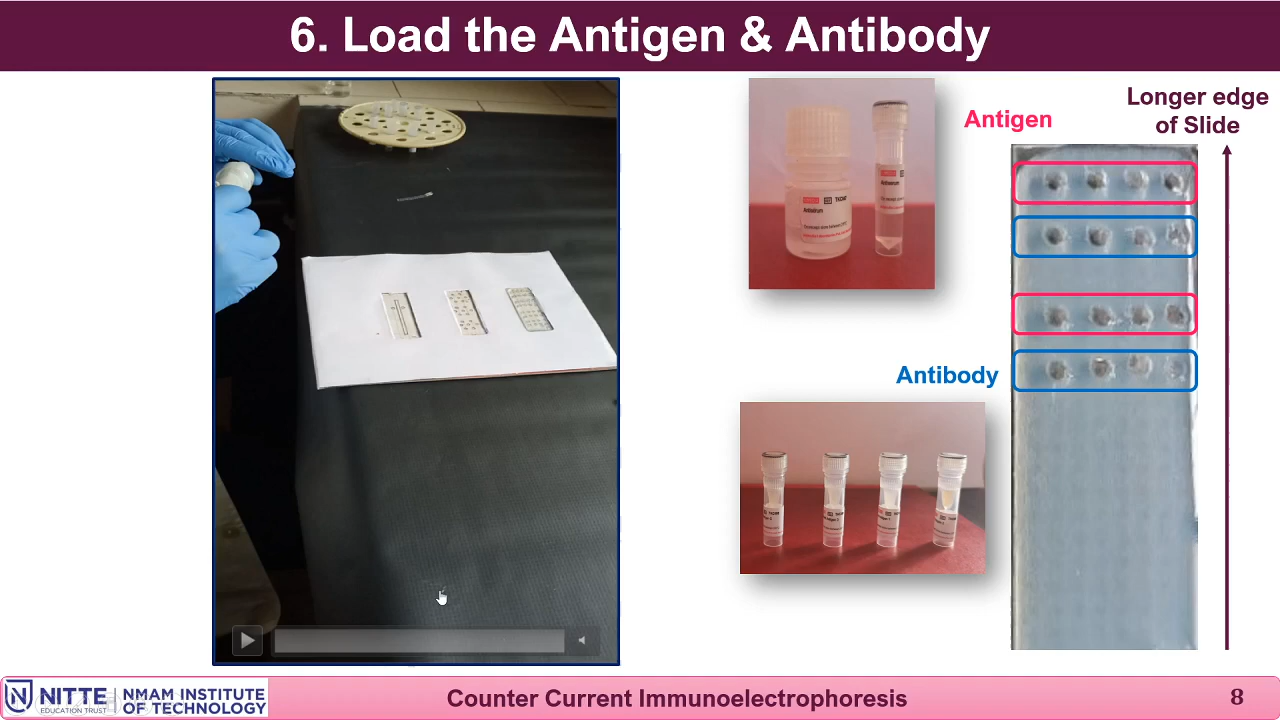 6. Load the Antigen & Antibody
Antigen
Longer edge
of Slide
Antiserum
Antibody
NITTE
EDUCATION TRUST
NMAM INSTITUTE
OF TECHNOLOGY
Counter Current Immunoelectrophoresis
8